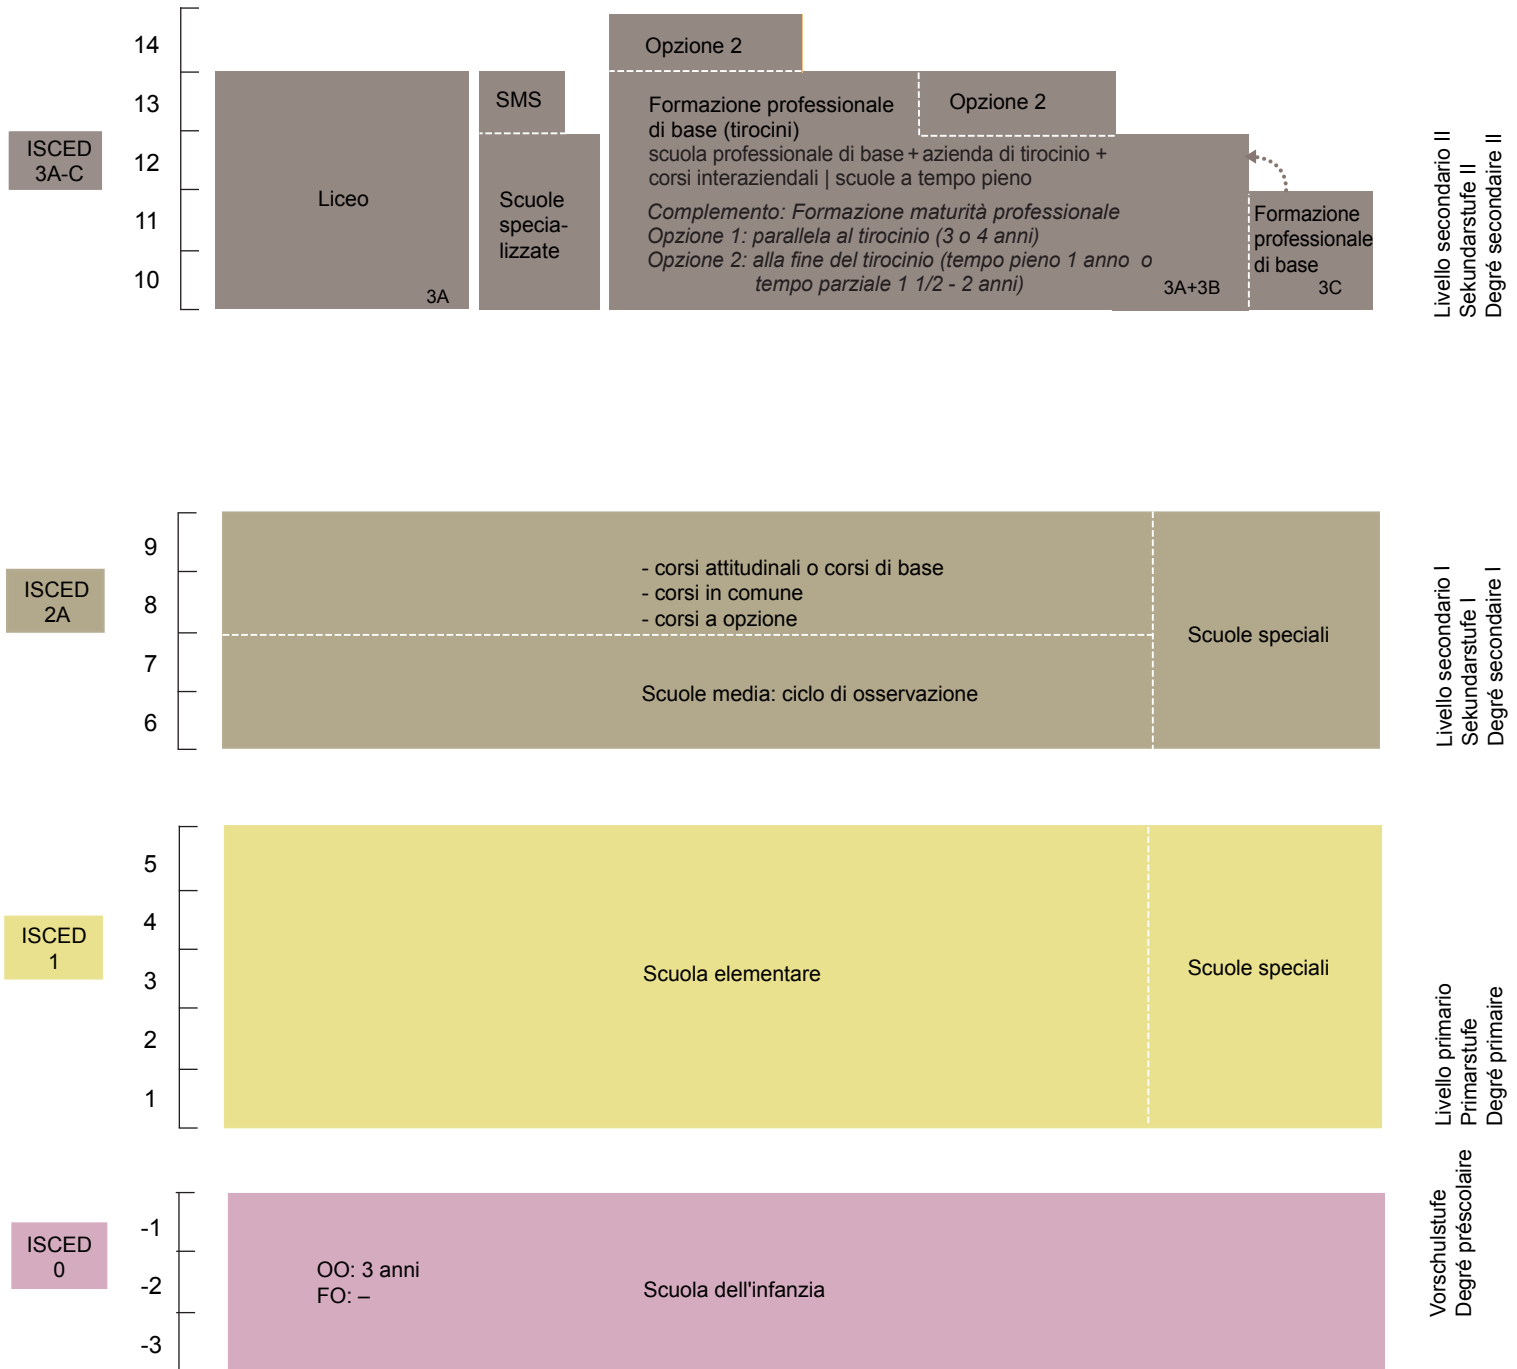 14
13
12
11
10
ISCED
3A-C
Liceo
3A
SMS
Scuole
specia-
lizzate
Opzione 2
Formazione professionale
di base (tirocini)
scuola professionale di base + azienda di tirocinio +
corsi interaziendali | scuole a tempo pieno
Complemento: Formazione maturità professionale
Opzione 1: parallela al tirocinio (3 o 4 anni)
Opzione 2: alla fine del tirocinio (tempo pieno 1 anno o
tempo parziale 1 1/2 - 2 anni)
Opzione 2
3A+3B
Formazione
professionale
di base
3C
Livello secondario II
Sekundarstufe II
Degré secondaire II
9
8
7
6
ISCED
2A
- corsi attitudinali o corsi di base
- corsi in comune
- corsi a opzione
Scuole media: ciclo di osservazione
Scuole speciali
Livello secondario I
Sekundarstufe I
Degré secondaire I
5
4
3
2
1
ISCED
1
Scuola elementare
Scuole speciali
Livello primario
Primarstufe
Degré primaire
-1
-2
-3
ISCED
0
OO: 3 anni
FO: –
Scuola dell'infanzia
Vorschulstufe
Degré préscolaire